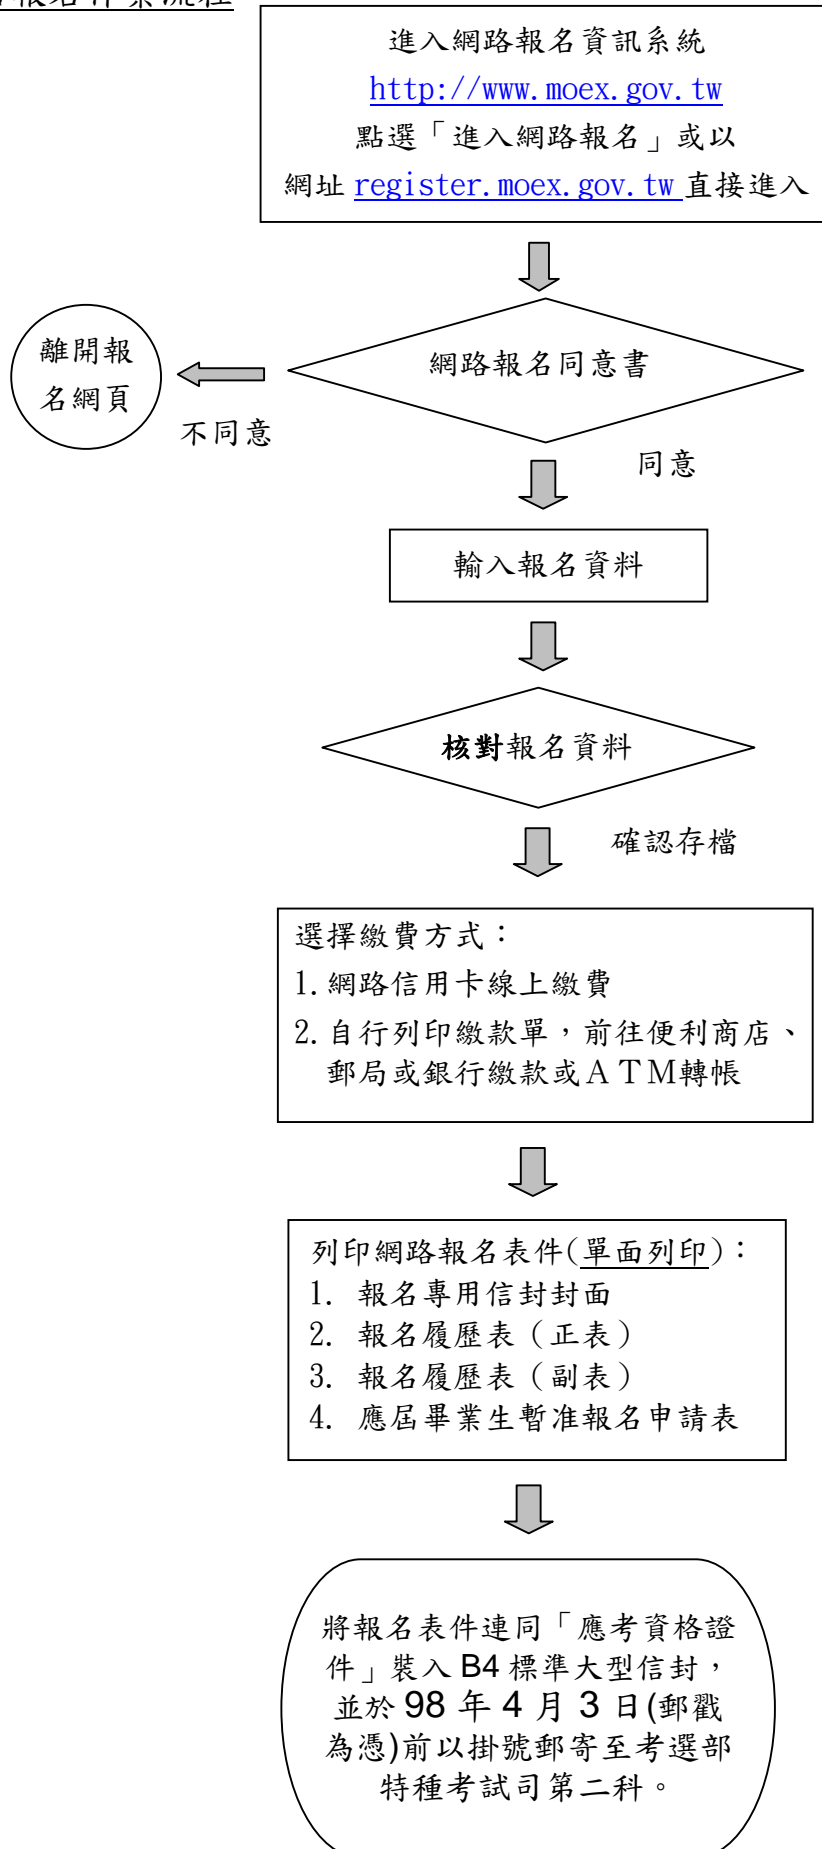 報名作業流程
進入網路報名資訊系統
http://www.moex.gov.tw
點選「進入網路報名」或以
網址 register.moex.gov.tw 直接進入
網路報名同意書
離開報
名網頁
不同意
同意
輸入報名資料
核對報名資料
確認存檔
選擇繳費方式：
1.網路信用卡線上繳費
2.自行列印繳款單，前往便利商店、
郵局或銀行繳款或ＡＴＭ轉帳
列印網路報名表件(單面列印)：
1. 報名專用信封封面
2. 報名履歷表（正表）
3. 報名履歷表（副表）
4. 應屆畢業生暫准報名申請表
將報名表件連同「應考資格證
件」裝入 B4 標準大型信封，
並於 98 年 4 月 3 日(郵戳
為憑)前以掛號郵寄至考選部
特種考試司第二科。